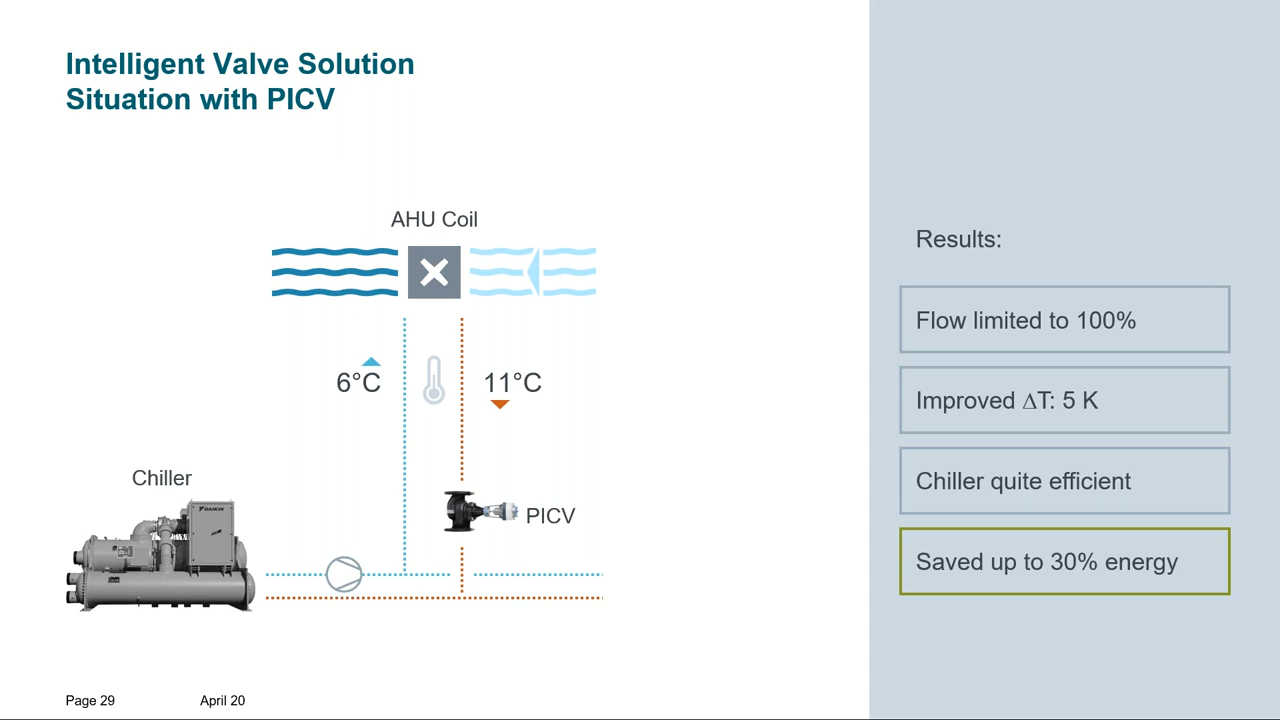 Intelligent Valve Solution
Situation with PICV
AHU Coil
6°C
11°C
Chiller
DAIKIN
PICV
Results:
Flow limited to 100%
Improved ∆T: 5 K
Chiller quite efficient
Saved up to 30% energy
Page 29
April 20